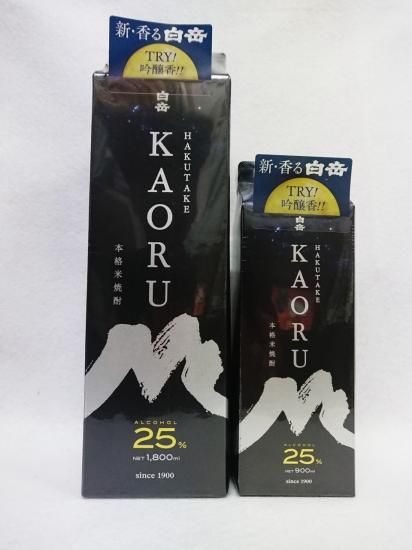 新・香る白岳
TRY!
吟醸香!!
白岳
KAORU
HAKUTAKE
本格米焼酎
ALCOHOL
25%
NET 1,800ml
since 1900
新・香る白岳
TRY!
吟醸香!!
白岳
KAORU
HAKUTAKE
本格米焼酎
ALCOHOL
25%
NET 900ml
since 1900